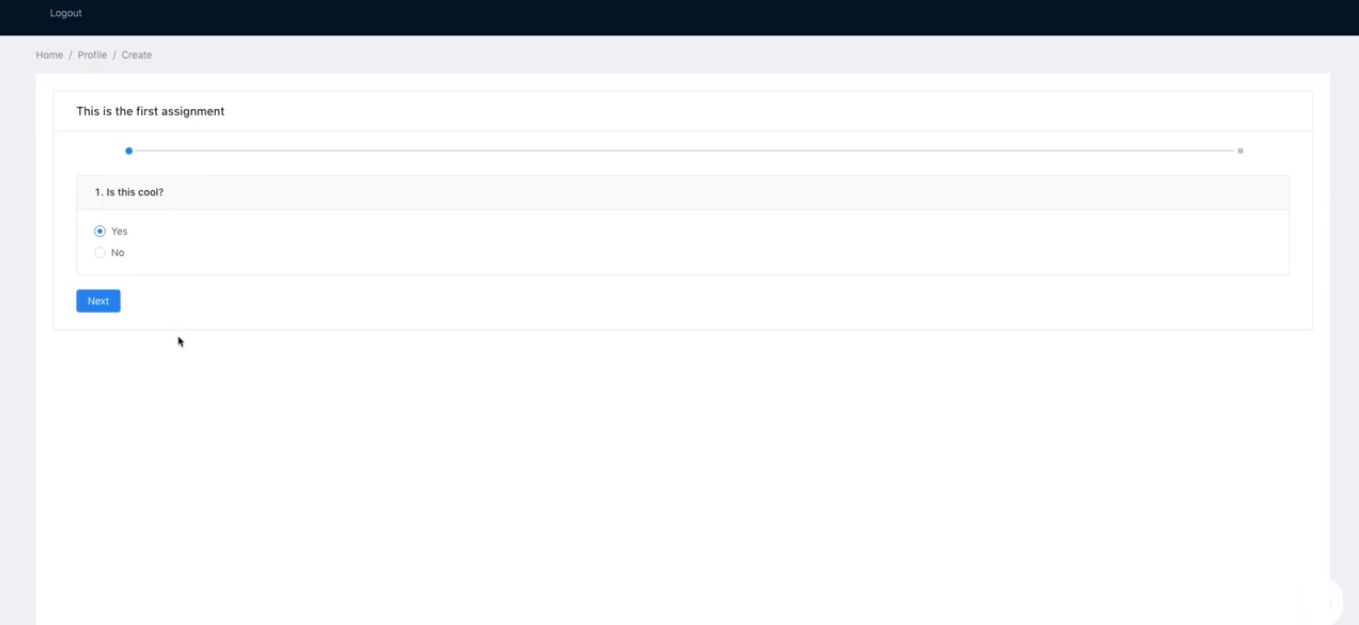 Logout
Home / Profile / Create
This is the first assignment
1. Is this cool?
Yes
No
Next